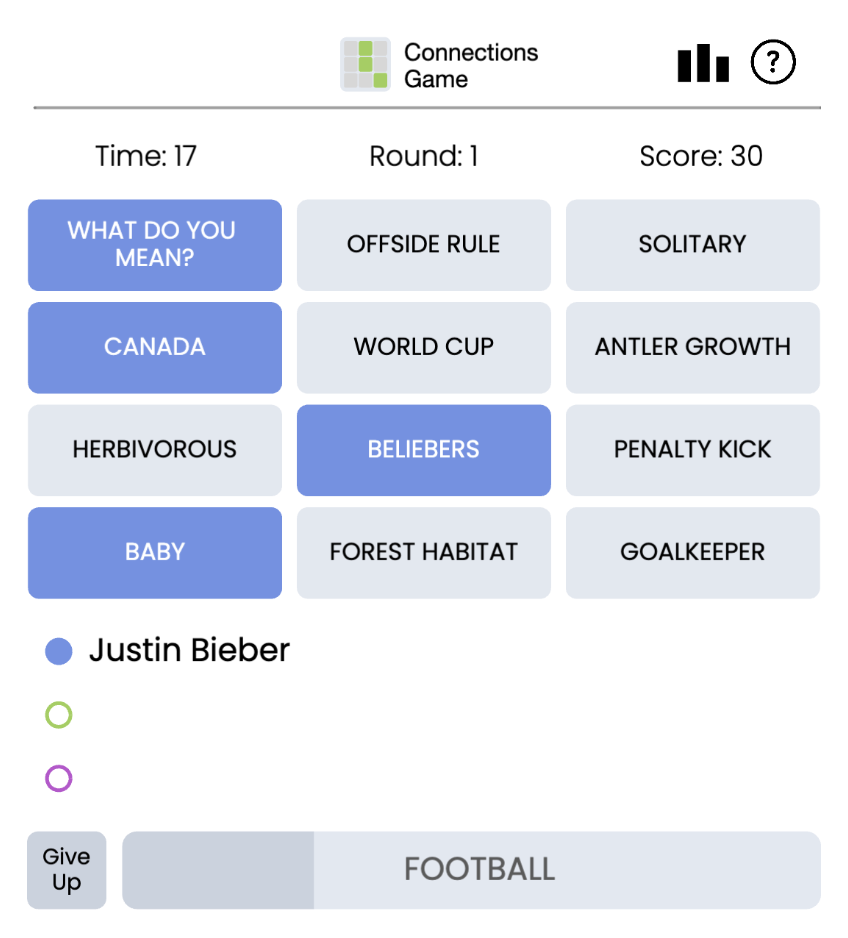 Connections
Game
?
Time: 17
Round: 1
Score: 30
WHAT DO YOU
MEAN?
OFFSIDE RULE
SOLITARY
CANADA
WORLD CUP
ANTLER GROWTH
HERBIVOROUS
BELIEBERS
PENALTY KICK
BABY
FOREST HABITAT
GOALKEEPER
Justin Bieber
Give
Up
FOOTBALL